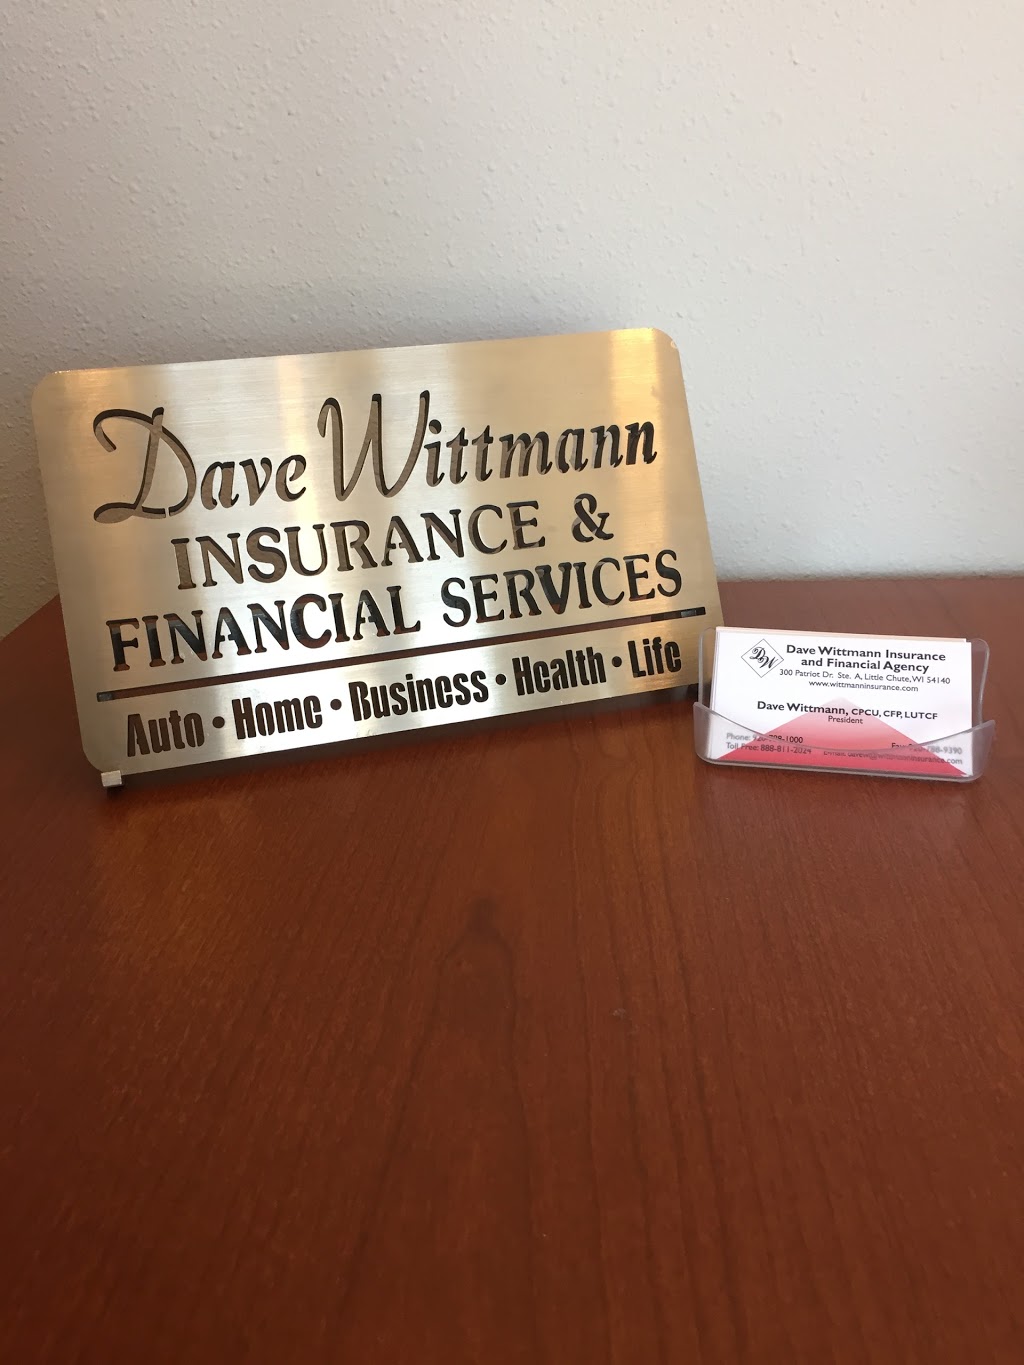 Dave Wittmann
INSURANCE &
FINANCIAL SERVICES
Auto • Home • Business • Health • Life
DW
Dave Wittmann Insurance
and Financial Agency
300 Patriot Dr. Ste. A, Little Chute, WI 54140
www.wittmanninsurance.com
Dave Wittmann, CPCU, CFP, LUTCF
President
Phone: 1000
Toll Free: 888-811-2024